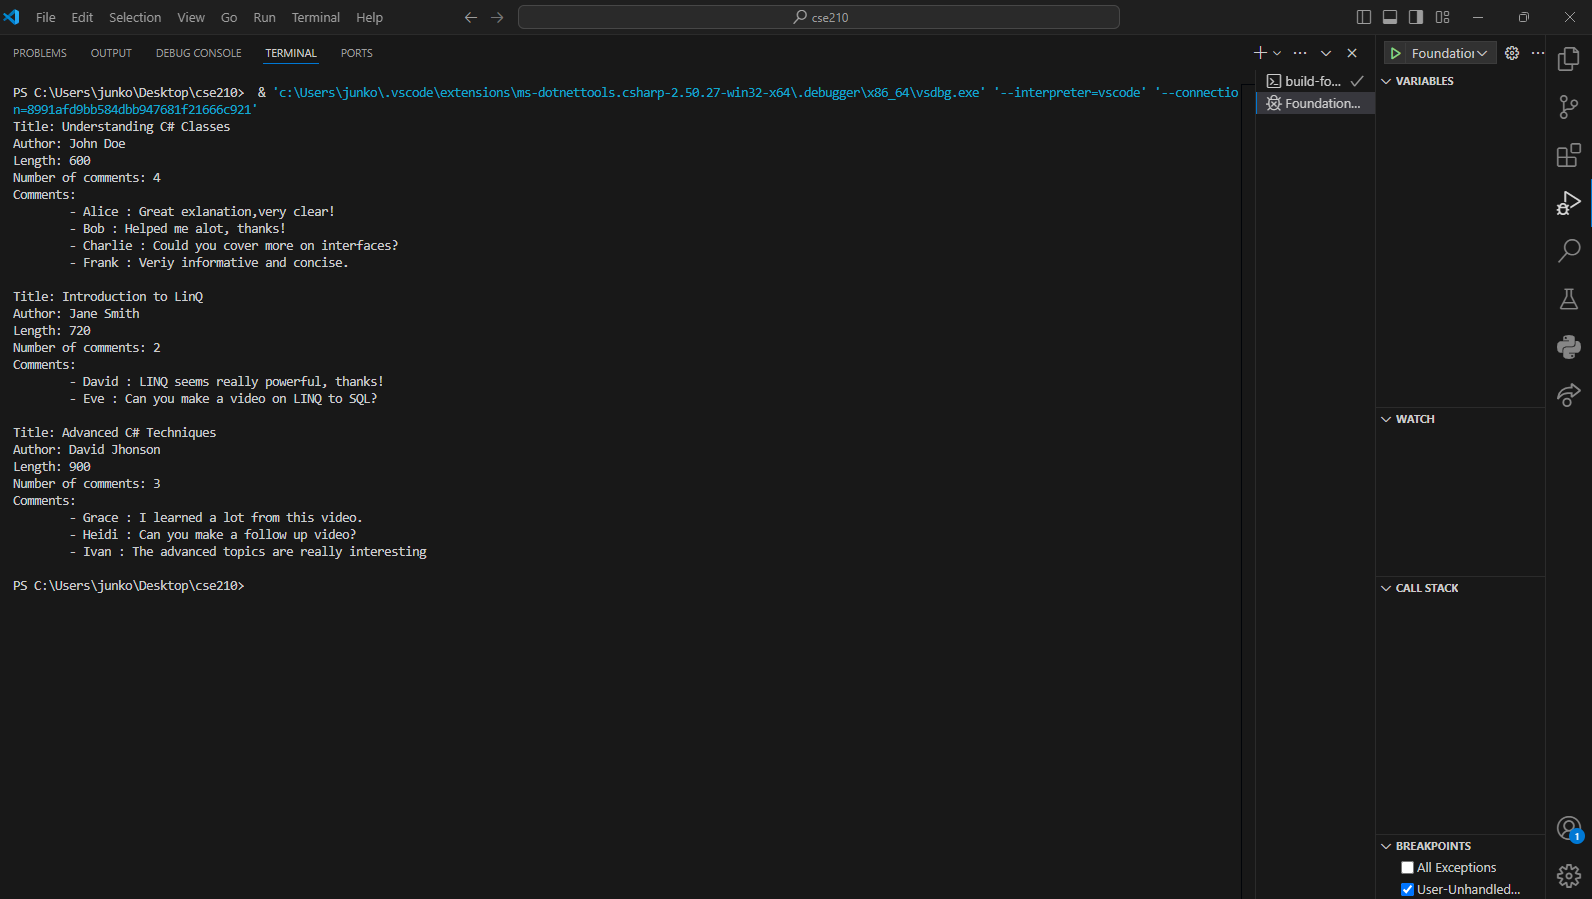 File Edit Selection View Go Run Terminal Help
cse210
PROBLEMS OUTPUT DEBUG CONSOLE TERMINAL PORTS
PS C:\Users\junko\Desktop\cse210>  & 'c:\Users\junko\.vscode\extensions\ms-dotnettools.csharp-2.50.27-win32-x64\.debugger\x86_64\vsdbg.exe' '--interpreter=vscode' '--connectio
n=8991afd9bb584dbb947681f21666c921'
Title: Understanding C# Classes
Author: John Doe
Length: 600
Number of comments: 4
Comments:
- Alice : Great exlanation,very clear!
- Bob : Helped me alot, thanks!
- Charlie : Could you cover more on interfaces?
- Frank : Veriy informative and concise.
Title: Introduction to LinQ
Author: Jane Smith
Length: 720
Number of comments: 2
Comments:
- David : LINQ seems really powerful, thanks!
- Eve : Can you make a video on LINQ to SQL?
Title: Advanced C# Techniques
Author: David Jhonson
Length: 900
Number of comments: 3
Comments:
- Grace : I learned a lot from this video.
- Heidi : Can you make a follow up video?
- Ivan : The advanced topics are really interesting
PS C:\Users\junko\Desktop\cse210>
build-fo...
Foundation...
Foundation
VARIABLES
WATCH
CALL STACK
BREAKPOINTS
All Exceptions
User-Unhandled...
1